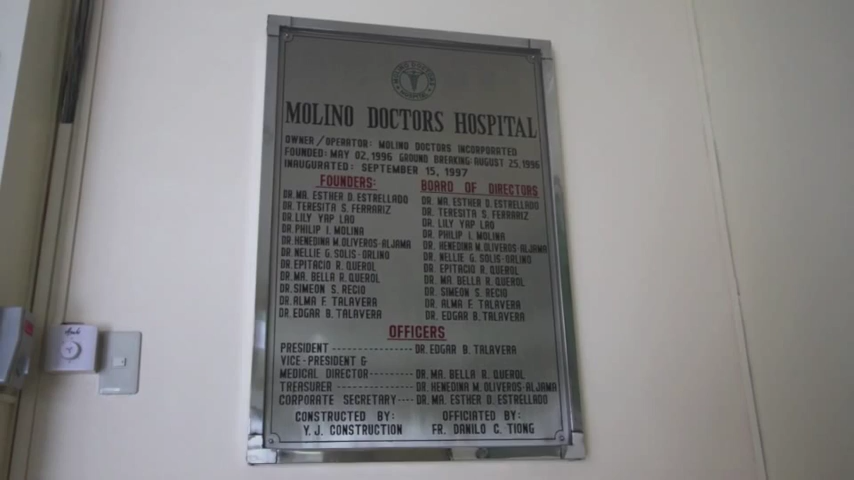 MOLINO DOCTORS
HOSPITAL
MOLINO DOCTORS HOSPITAL
OWNER/OPERATOR: MOLINO DOCTORS INCORPORATED
FOUNDED: MAY 02, 1996 GROUND BREAKING: AUGUST 25, 1996
INAUGURATED: SEPTEMBER 15, 1997
FOUNDERS:
DR. MA. ESTHER D. ESTRELLADO
DR. TERESITA S. FERRARIZ
DR. LILY YAP LAO
DR. PHILIP I. MOLINA
DR. HENEDINA M. OLIVEROS-ALJAMA
DR. NELLIE G. SOLIS-ORLINO
DR. EPITACIO R. QUEROL
DR. MA. BELLA R. QUEROL
DR. SIMEON S. RECIO
DR. ALMA F. TALAVERA
DR. EDGAR B. TALAVERA
BOARD OF DIRECTORS
DR. MA. ESTHER D. ESTRELLADO
DR. TERESITA S. FERRARIZ
DR. LILY YAP LAO
DR. PHILIP I. MOLINA
DR. HENEDINA M. OLIVEROS-ALJAMA
DR. NELLIE G. SOLIS-ORLINO
DR. EPITACIO R. QUEROL
DR. MA. BELLA R. QUEROL
DR. SIMEON S. RECIO
DR. ALMA F. TALAVERA
DR. EDGAR B. TALAVERA
OFFICERS
PRESIDENT --------------- DR. EDGAR B. TALAVERA
VICE-PRESIDENT &
MEDICAL DIRECTOR -------- DR. MA. BELLA R. QUEROL
TREASURER -------------- DR. HENEDINA M. OLIVEROS-ALJAMA
CORPORATE SECRETARY---- DR. MA. ESTHER D. ESTRELLADO
CONSTRUCTED BY:
Y. J. CONSTRUCTION
OFFICIATED BY:
FR. DANILO C. TIONG